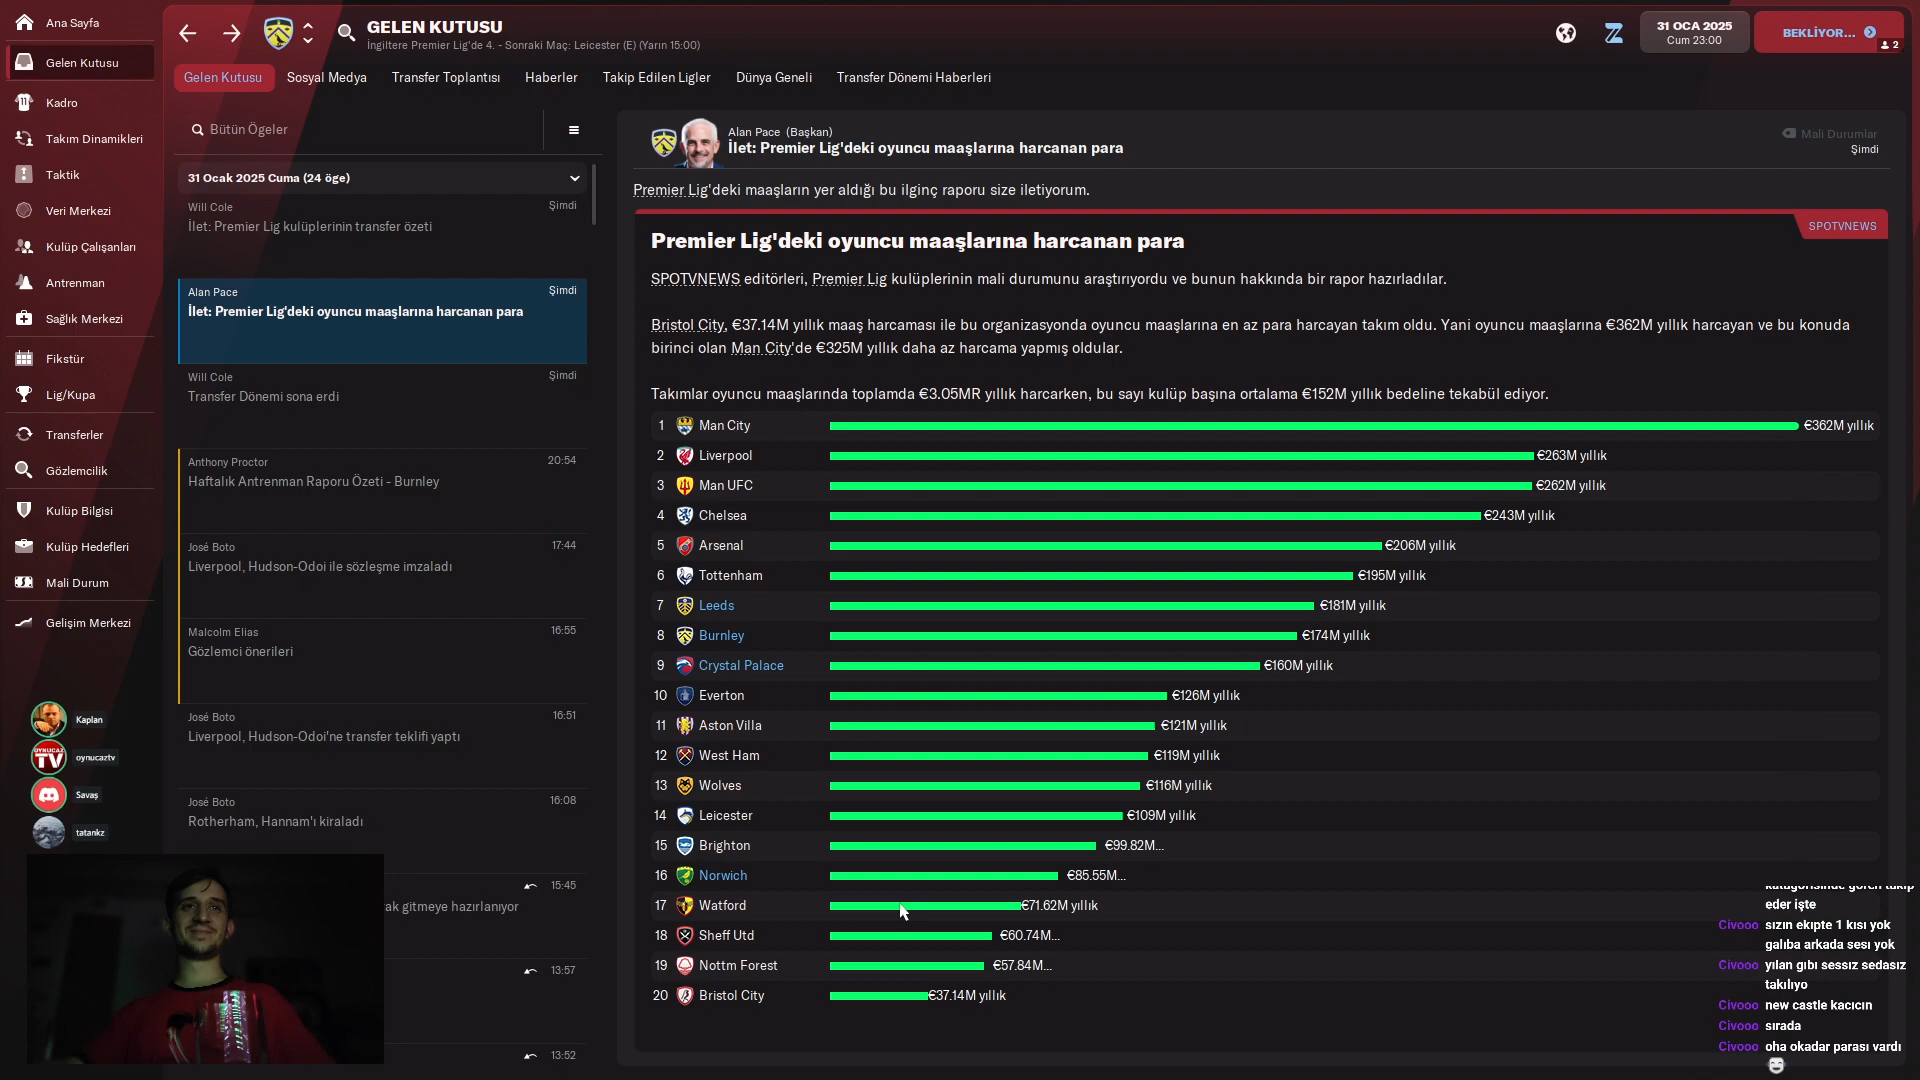 Ana Sayfa
Gelen Kutusu
Kadro
Takım Dinamikleri
Taktik
Veri Merkezi
Kulüp Çalışanları
Antrenman
Sağlık Merkezi
Fikstür
Lig/Kupa
Transferler
Gözlemcilik
Kulüp Bilgisi
Kulüp Hedefleri
Mali Durum
Gelişim Merkezi
Kaplan
OYNUCAZ TV
oynucaztv
Savaş
tatankz
GELEN KUTUSU
İngiltere Premier Lig'de 4. - Sonraki Maç: Leicester (E) (Yarın 15:00)
31 OCA 2025
Cum 23:00
BEKLİYOR...
2
Gelen Kutusu
Sosyal Medya
Transfer Toplantısı
Haberler
Takip Edilen Ligler
Dünya Geneli
Transfer Dönemi Haberleri
Bütün Ögeler
31 Ocak 2025 Cuma (24 öge)
Will Cole
Şimdi
İlet: Premier Lig kulüplerinin transfer özeti
Alan Pace
Şimdi
İlet: Premier Lig'deki oyuncu maaşlarına harcanan para
Will Cole
Şimdi
Transfer Dönemi sona erdi
Anthony Proctor
20:54
Haftalık Antrenman Raporu Özeti - Burnley
José Boto
17:44
Liverpool, Hudson-Odoi ile sözleşme imzaladı
Malcolm Elias
16:55
Gözlemci önerileri
José Boto
16:51
Liverpool, Hudson-Odoi'ne transfer teklifi yaptı
José Boto
16:08
Rotherham, Hannam'ı kiraladı
15:45
ak gitmeye hazırlanıyor
13:57
13:52
Alan Pace (Başkan)
İlet: Premier Lig'deki oyuncu maaşlarına harcanan para
Mali Durumlar
Şimdi
Premier Lig'deki maaşların yer aldığı bu ilginç raporu size iletiyorum.
SPOTVNEWS
Premier Lig'deki oyuncu maaşlarına harcanan para
SPOTVNEWS editörleri, Premier Lig kulüplerinin mali durumunu araştırıyordu ve bunun hakkında bir rapor hazırladılar.
Bristol City, €37.14M yıllık maaş harcaması ile bu organizasyonda oyuncu maaşlarına en az para harcayan takım oldu. Yani oyuncu maaşlarına €362M yıllık harcayan ve bu konuda
birinci olan Man City'de €325M yıllık daha az harcama yapmış oldular.
Takımlar oyuncu maaşlarında toplamda €3.05MR yıllık harcarken, bu sayı kulüp başına ortalama €152M yıllık bedeline tekabül ediyor.
1 Man City €362M yıllık
2 Liverpool €263M yıllık
3 Man UFC €262M yıllık
4 Chelsea €243M yıllık
5 Arsenal €206M yıllık
6 Tottenham €195M yıllık
7 Leeds €181M yıllık
8 Burnley €174M yıllık
9 Crystal Palace €160M yıllık
10 Everton €126M yıllık
11 Aston Villa €121M yıllık
12 West Ham €119M yıllık
13 Wolves €116M yıllık
14 Leicester €109M yıllık
15 Brighton €99.82M...
16 Norwich €85.55M...
17 Watford €71.62M yıllık
18 Sheff Utd €60.74M...
19 Nottm Forest €57.84M...
20 Bristol City €37.14M yıllık
katagorisinde gören takip
eder işte
Civooo sızın ekıpte 1 kısı yok
galıba arkada sesı yok
Civooo yılan gıbı sessız sedasız
takılıyo
Civooo new castle kacıcın
Civooo sırada
Civooo oha okadar parası vardı